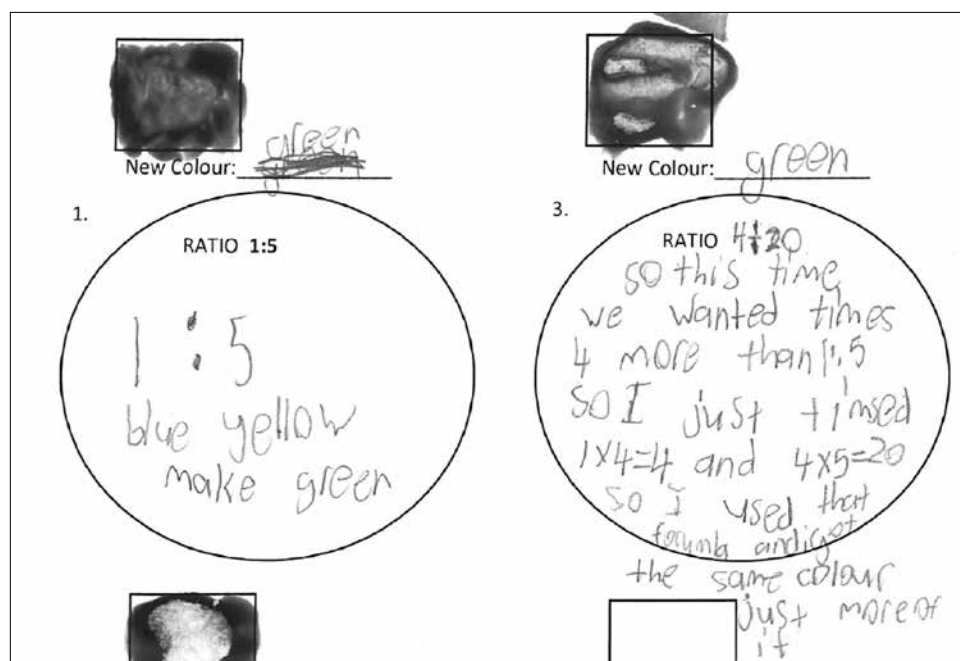 green
New Colour:
1.
RATIO 1:5
1 : 5
blue yellow
make green
New Colour: green
3.
RATIO 4:20
so this time
we wanted times
4 more than 1:5
so I just timsed
1x4=4 and 4x5=20
so I used that
and i got
the same colour
just more of
it